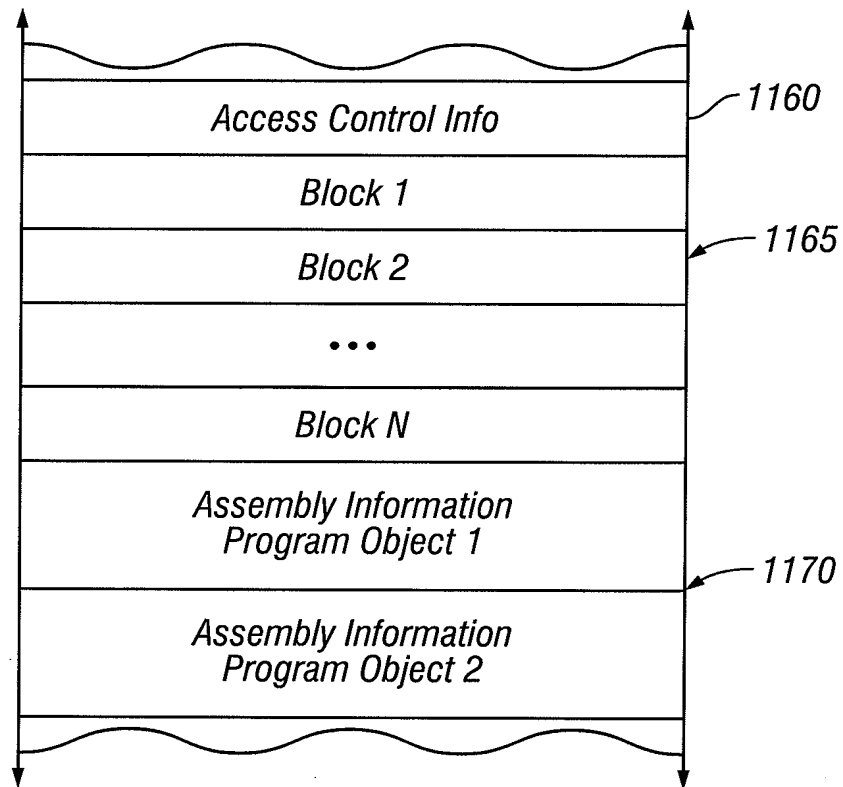 Access Control Info
1160
Block 1
Block 2
1165
•••
Block N
Assembly Information
Program Object 1
1170
Assembly Information
Program Object 2